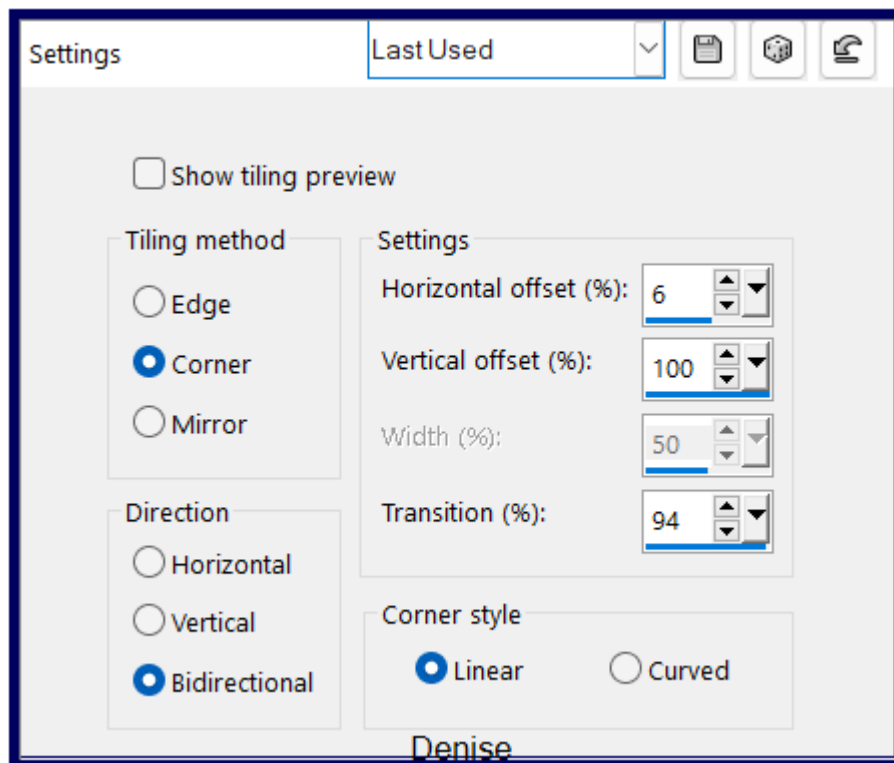 Settings
Last Used
Show tiling preview
Tiling method
Edge
Corner
Mirror
Settings
Horizontal offset (%): 6
Vertical offset (%): 100
Width (%): 50
Transition (%): 94
Direction
Horizontal
Vertical
Bidirectional
Corner style
Linear Curved
Denise